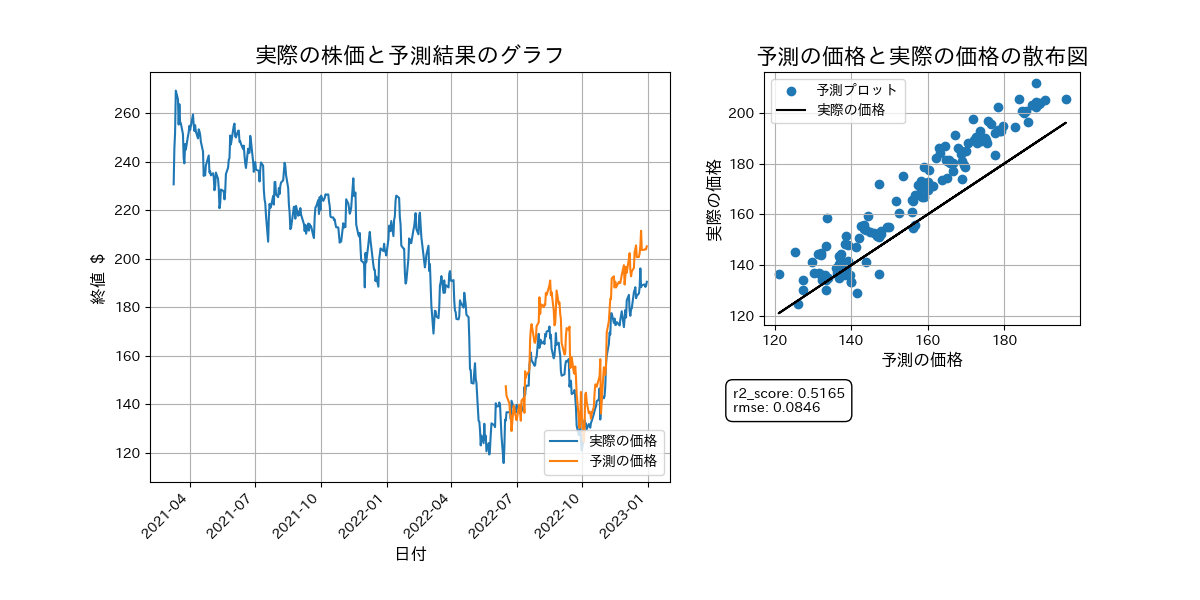 実際の株価と予測結果のグラフ
終値 $
260
240
220
200
180
160
140
120
2021-04
2021-07
2021-10
2022-01
2022-04
2022-07
2022-10
2023-01
日付
実際の価格
予測の価格
予測の価格と実際の価格の散布図
実際の価格
200
180
160
140
120
予測プロット
実際の価格
120
140
160
180
予測の価格
r2_score: 0.5165
rmse: 0.0846